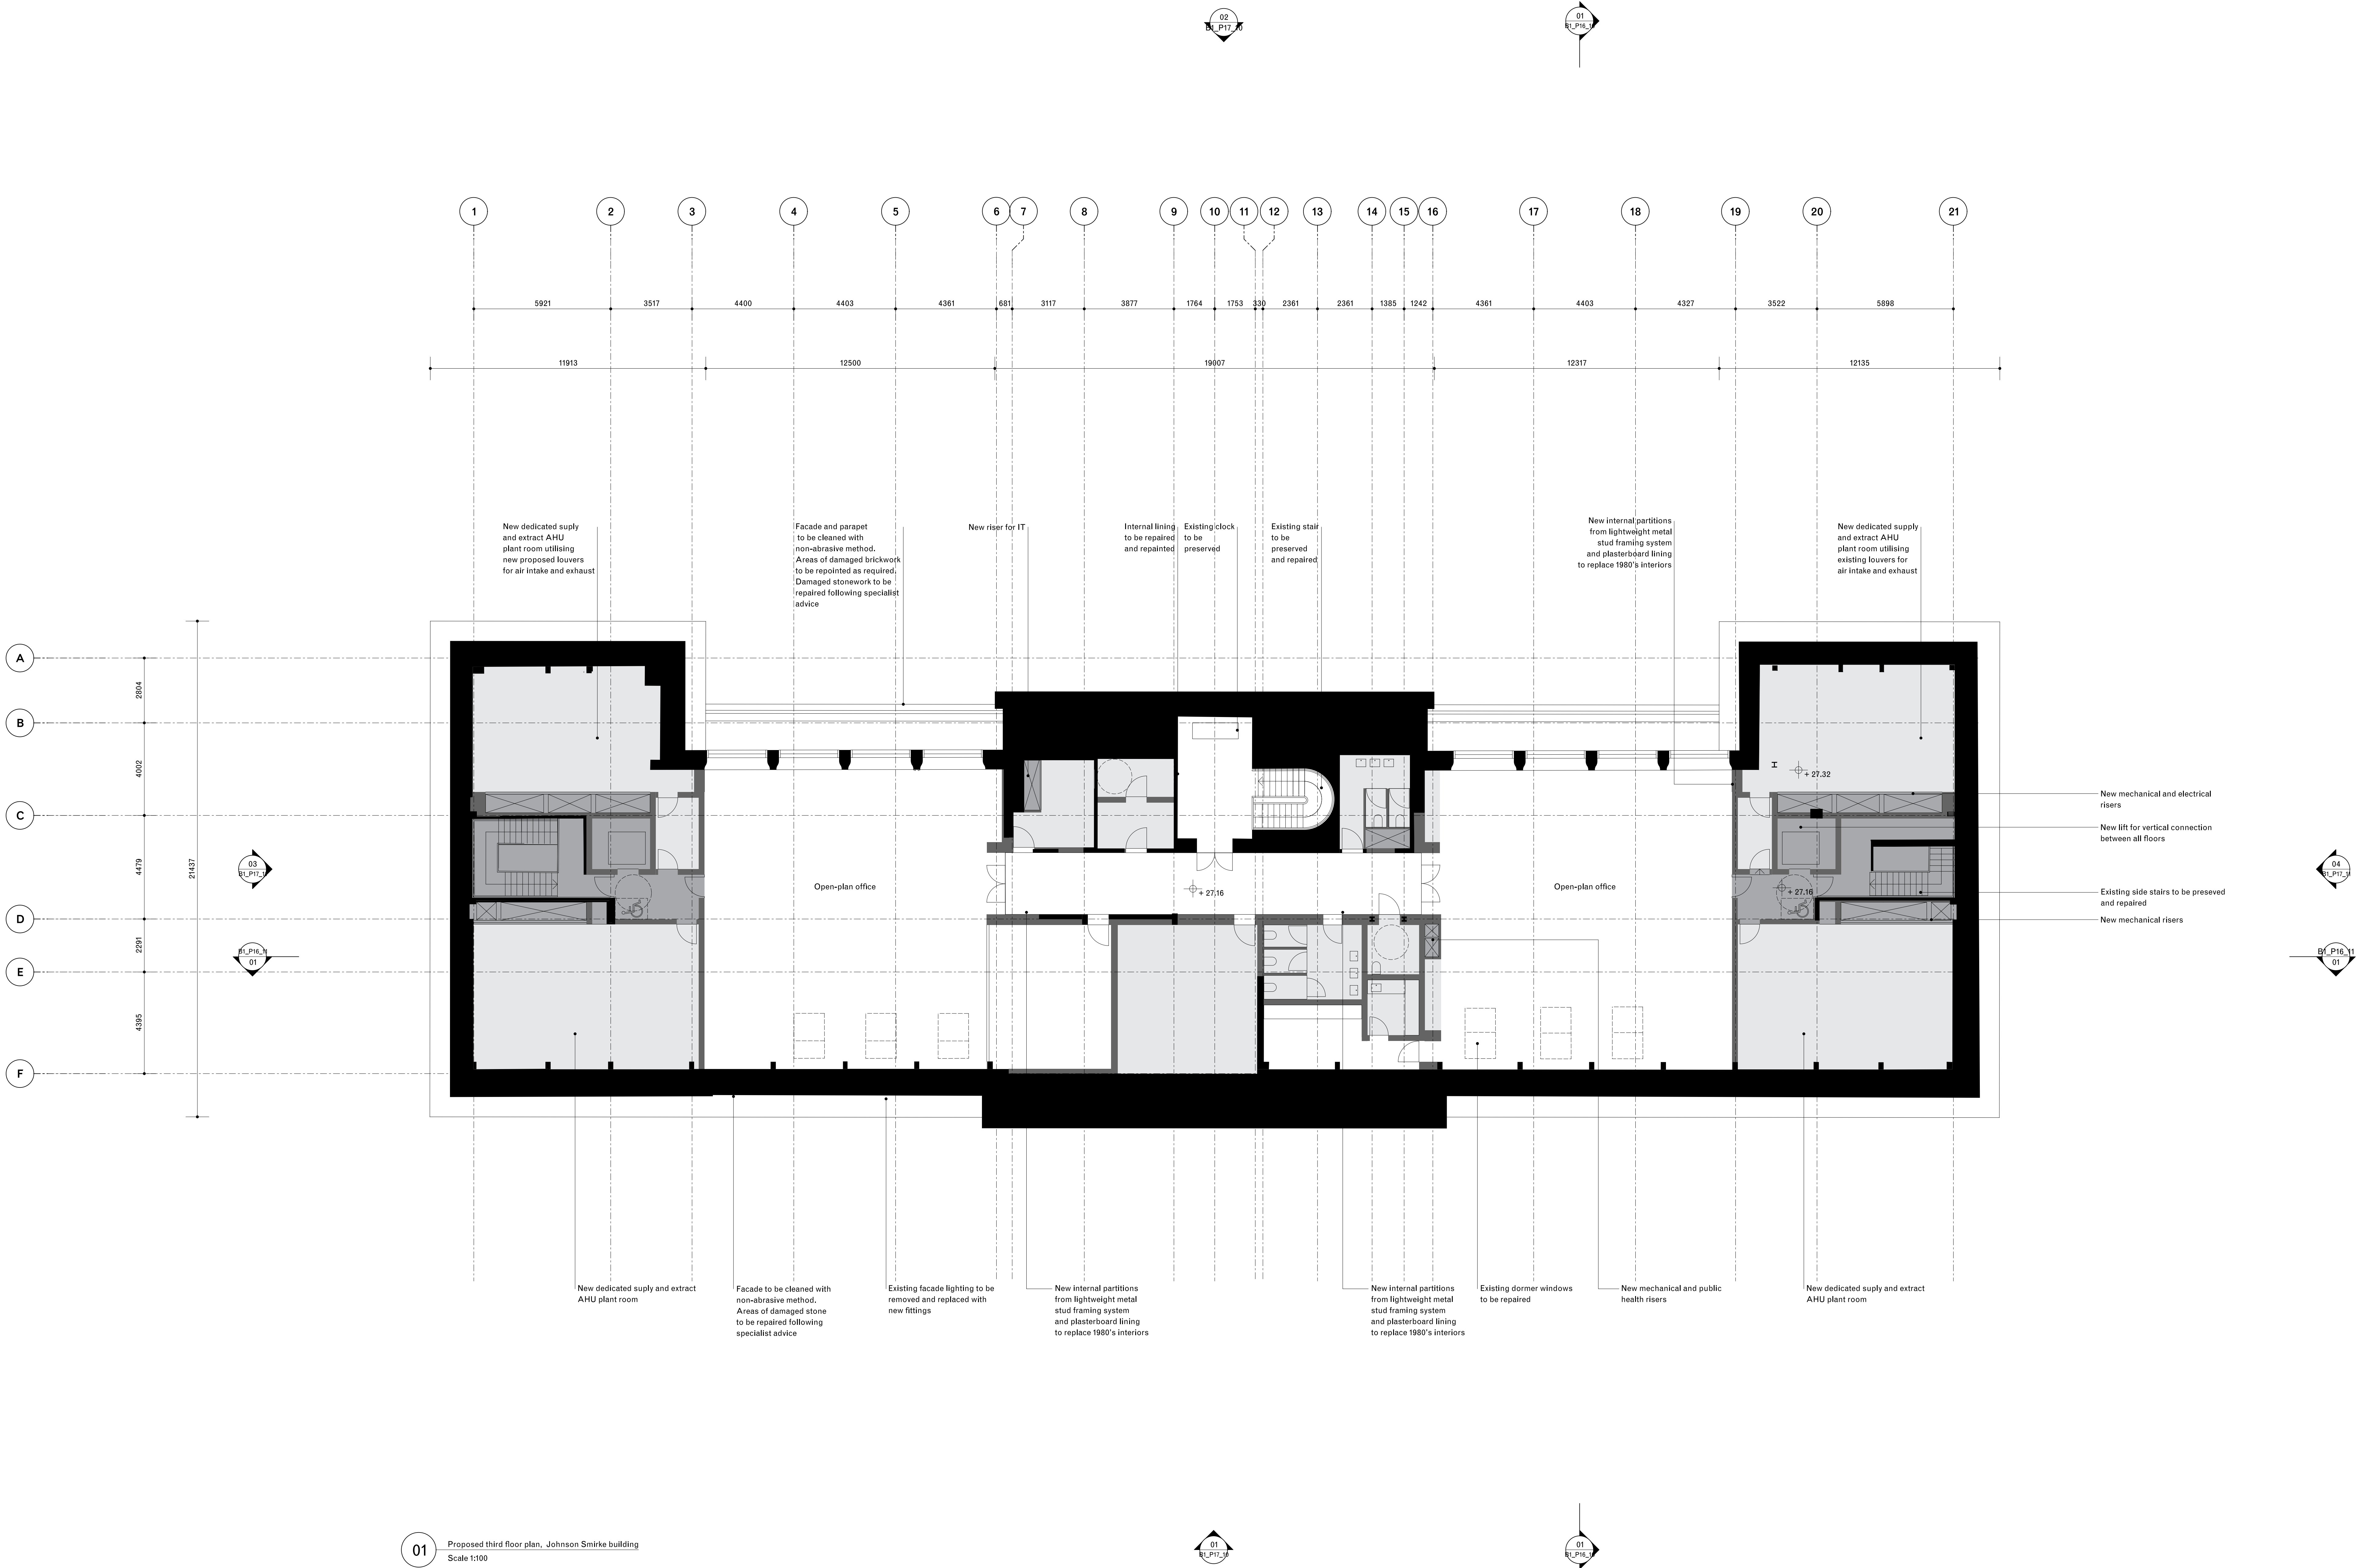 02
B1_P17_10
01
B1_P16_1
1 2 3 4 5 6 7 8 9 10 11 12 13 14 15 16 17 18 19 20 21
5921 3517 4400 4403 4361 681 3117 3877 1764 1753 330 2361 2361 1385 1242 4361 4403 4327 3522 5898
11913 12500 19007 12317 12135
New dedicated suply
and extract AHU
plant room utilising
new proposed louvers
for air intake and exhaust
Facade and parapet
to be cleaned with
non-abrasive method.
Areas of damaged brickwork
to be repointed as required.
Damaged stonework to be
repaired following specialist
advice
New riser for IT
Internal lining
to be repaired
and repainted
Existing clock
to be
preserved
Existing stair
to be
preserved
and repaired
New internal partitions
from lightweight metal
stud framing system
and plasterboard lining
to replace 1980's interiors
New dedicated supply
and extract AHU
plant room utilising
existing louvers for
air intake and exhaust
A
B
C
D
E
F
2804
4002
4479
2291
4395
21437
03
B1_P17_1
B1_P16_11
01
+ 27.32
Open-plan office
+ 27.16
Open-plan office
+ 27.16
New mechanical and electrical
risers
New lift for vertical connection
between all floors
Existing side stairs to be preseved
and repaired
New mechanical risers
04
B1_P17_11
B1_P16_11
01
New dedicated suply and extract
AHU plant room
Facade to be cleaned with
non-abrasive method.
Areas of damaged stone
to be repaired following
specialist advice
Existing facade lighting to be
removed and replaced with
new fittings
New internal partitions
from lightweight metal
stud framing system
and plasterboard lining
to replace 1980's interiors
New internal partitions
from lightweight metal
stud framing system
and plasterboard lining
to replace 1980's interiors
Existing dormer windows
to be repaired
New mechanical and public
health risers
New dedicated suply and extract
AHU plant room
01
Proposed third floor plan, Johnson Smirke building
Scale 1:100
01
B1_P17_10
01
B1_P16_1